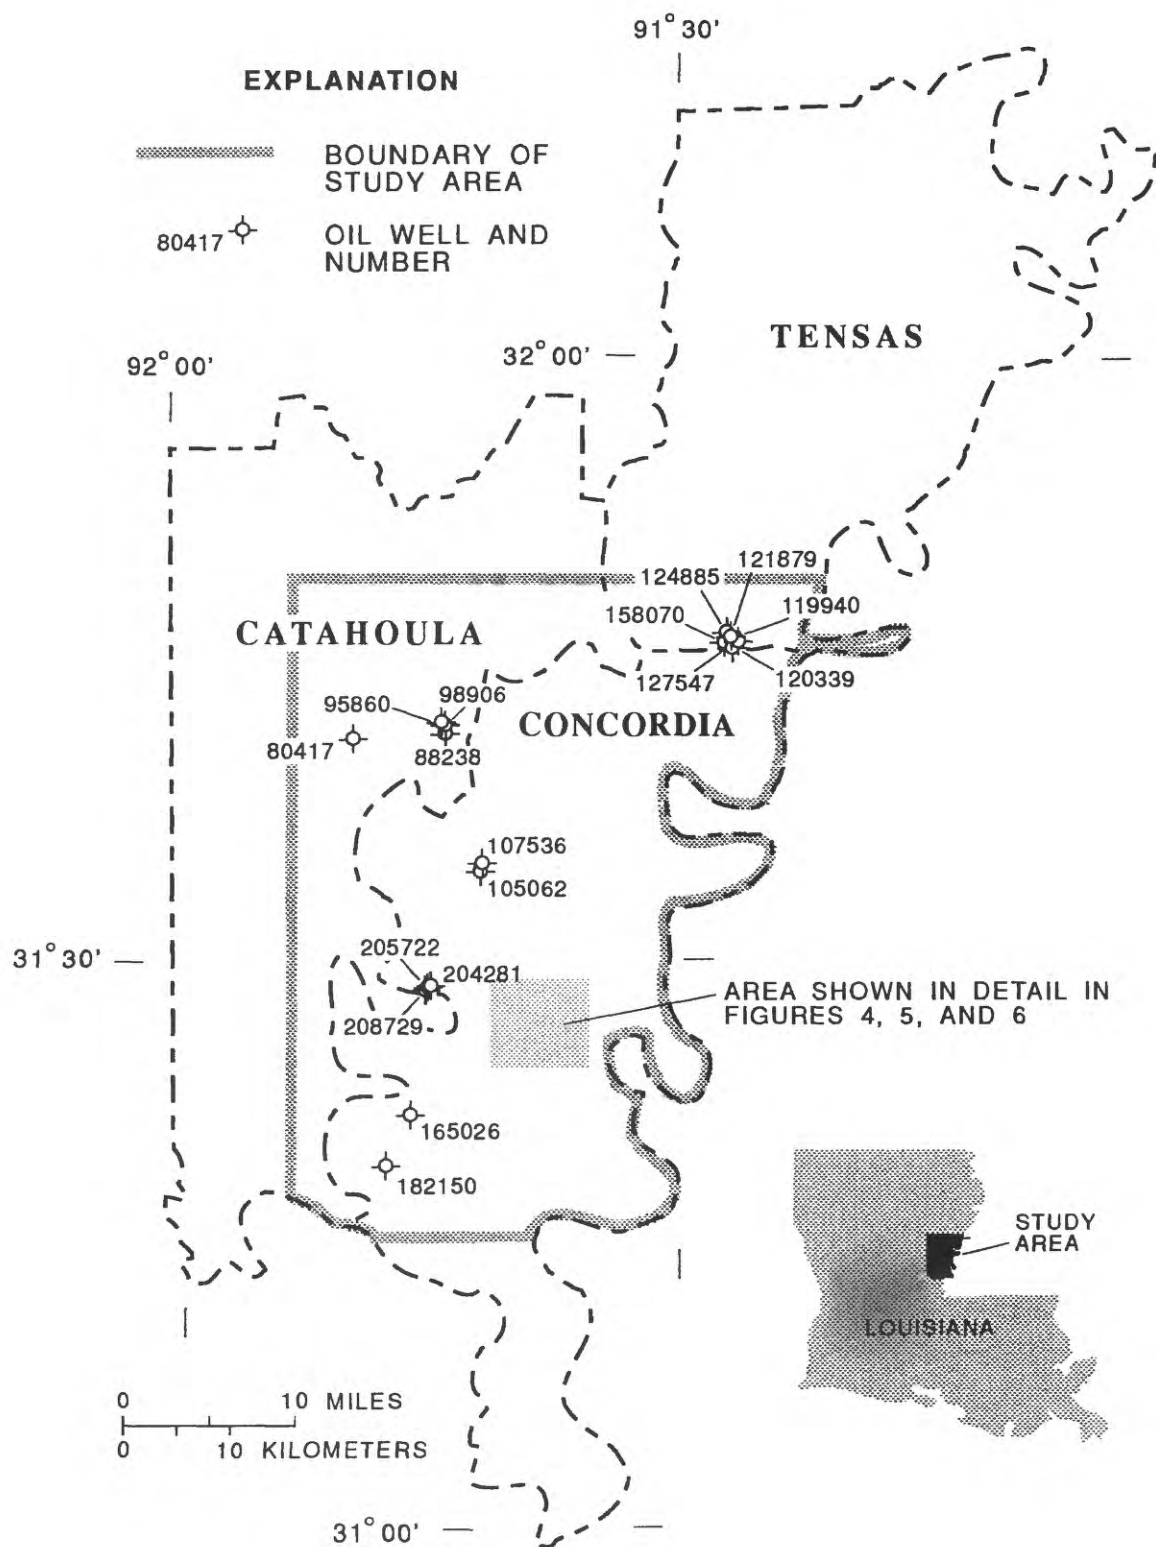 91°30'
EXPLANATION
BOUNDARY OF
STUDY AREA
80417
OIL WELL AND
NUMBER
92°00'
32°00'
TENSAS
124885
121879
158070
119940
CATAHOULA
127547
120339
95860
98906
CONCORDIA
80417
88238
107536
105062
31°30'
205722
204281
208729
AREA SHOWN IN DETAIL IN
FIGURES 4, 5, AND 6
165026
182150
STUDY
AREA
LOUISIANA
0 10 MILES
0 10 KILOMETERS
31°00'